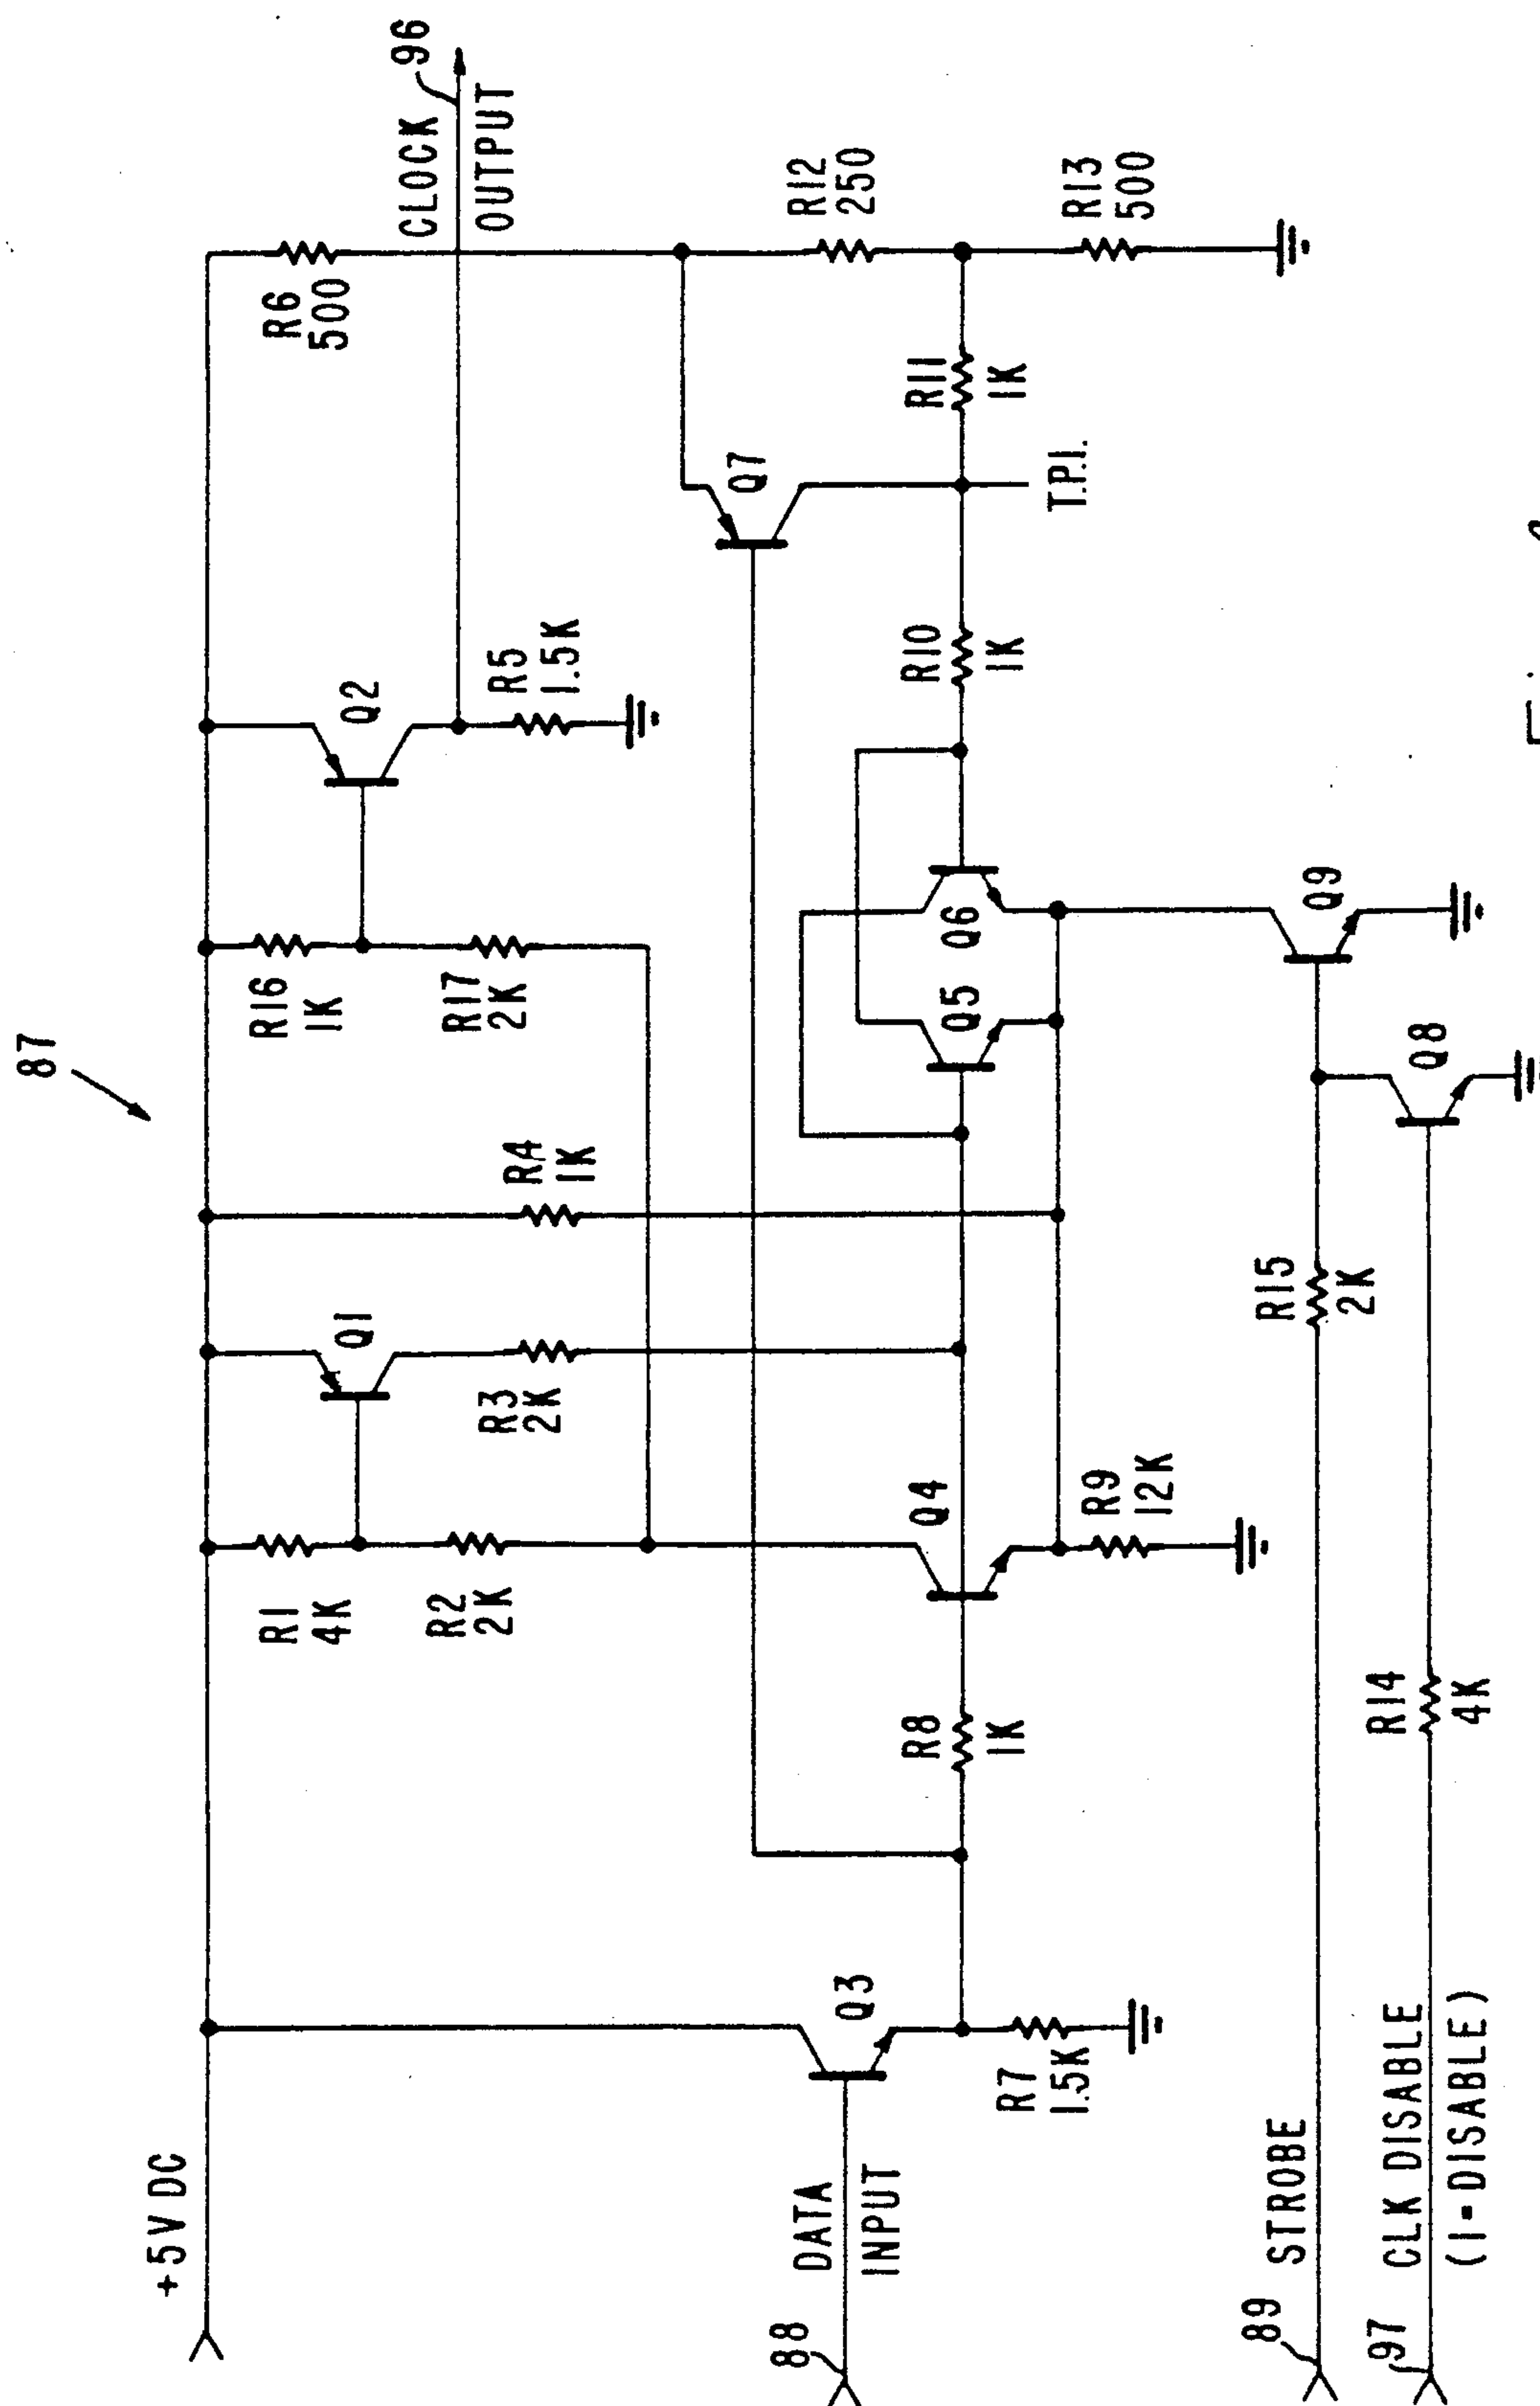 87
+5V DC
R1
4K
R2
2K
Q1
R3
2K
R4
1K
R16
1K
R17
2K
Q2
R5
1.5K
R6
500
CLOCK
OUTPUT
96
Q7
R12
250
R13
500
R11
1K
T.P.1.
R10
1K
Q6
Q5
Q4
R9
12K
R8
1K
Q3
R7
1.5K
DATA
INPUT
88
Q9
Q8
R15
2K
R14
4K
STROBE
89
CLK DISABLE
(1=DISABLE)
97